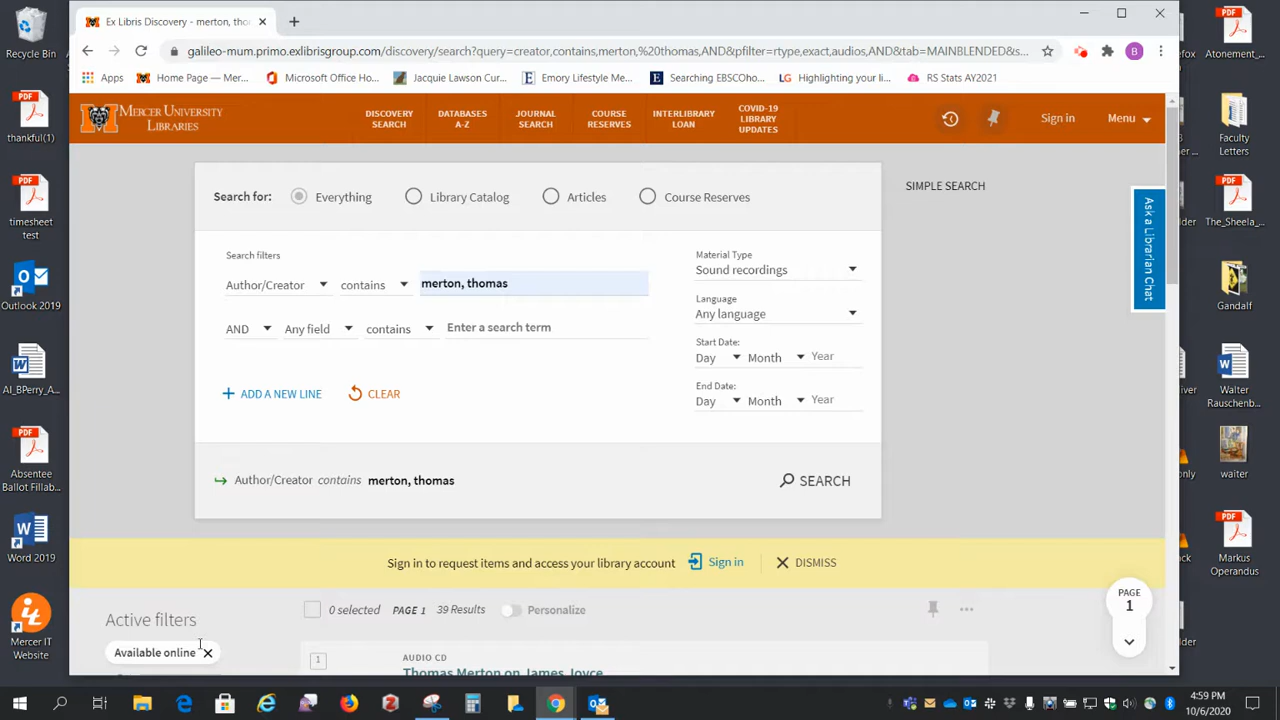 Recycle Bin
thankful(1)
timesheet
test
Outlook 2019
AI_BPerry_A...
Absentee
Ballot Fillab...
Word 2019
Mercer IT
Website
Ex Libris Discovery - merton, tho
galileo-mum.primo.exlibrisgroup.com/discovery/search?query=creator,contains,merton,%20thomas,AND&pfilter=rtype,exact,audios,AND&tab=MAINBLENDED&s...
B
Apps
Home Page — Mer...
Microsoft Office Ho...
Jacquie Lawson Cur...
Emory Lifestyle Me...
Searching EBSCOho...
LG Highlighting your li...
RS Stats AY2021
MERCER UNIVERSITY
LIBRARIES
DISCOVERY
SEARCH
DATABASES
A-Z
JOURNAL
SEARCH
COURSE
RESERVES
INTERLIBRARY
LOAN
COVID-19
LIBRARY
UPDATES
Sign in
Menu
Search for:
Everything
Library Catalog
Articles
Course Reserves
SIMPLE SEARCH
Ask a Librarian Chat
Search filters
Author/Creator
contains
merton, thomas
AND
Any field
contains
Enter a search term
Material Type
Sound recordings
Language
Any language
Start Date:
Day
Month
Year
End Date:
Day
Month
Year
+ ADD A NEW LINE
CLEAR
Author/Creator contains merton, thomas
SEARCH
Sign in to request items and access your library account
Sign in
DISMISS
Active filters
Available online
0 selected
PAGE 1
39 Results
Personalize
PAGE
1
1
AUDIO CD
Thomas Merton on James Joyce
Atonement_...
Faculty
Letters
The_Sheela_...
Gandalf
Walter
Rauschenb...
waiter
Markus
Operandus
4:59 PM
10/6/2020